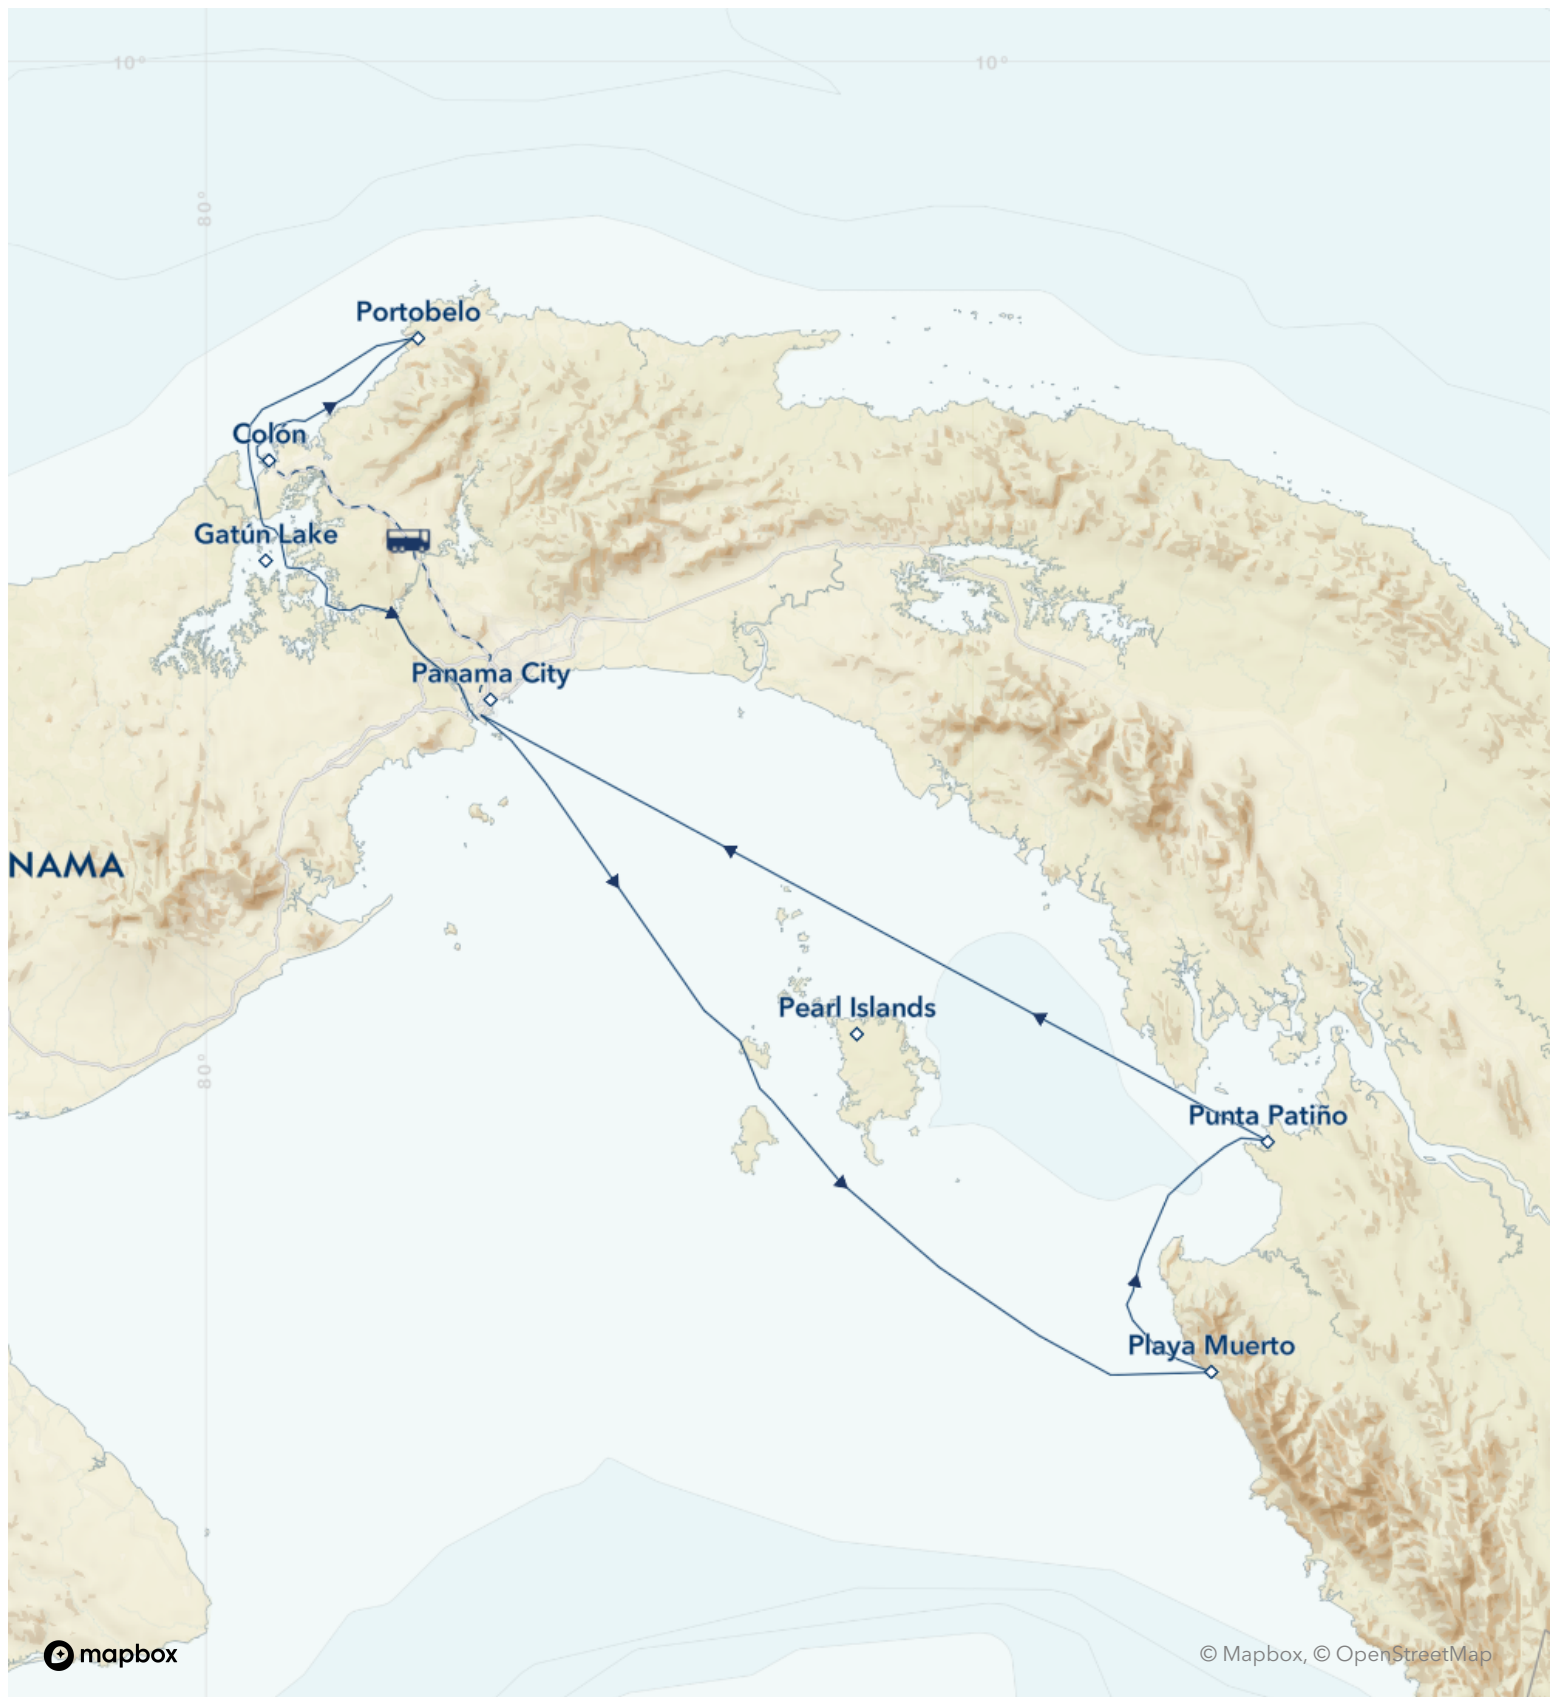 10°
10°
80°
Portobelo
Colón
Gatún Lake
Panama City
NAMA
Pearl Islands
80°
Punta Patiño
Playa Muerto
mapbox
© Mapbox, © OpenStreetMap